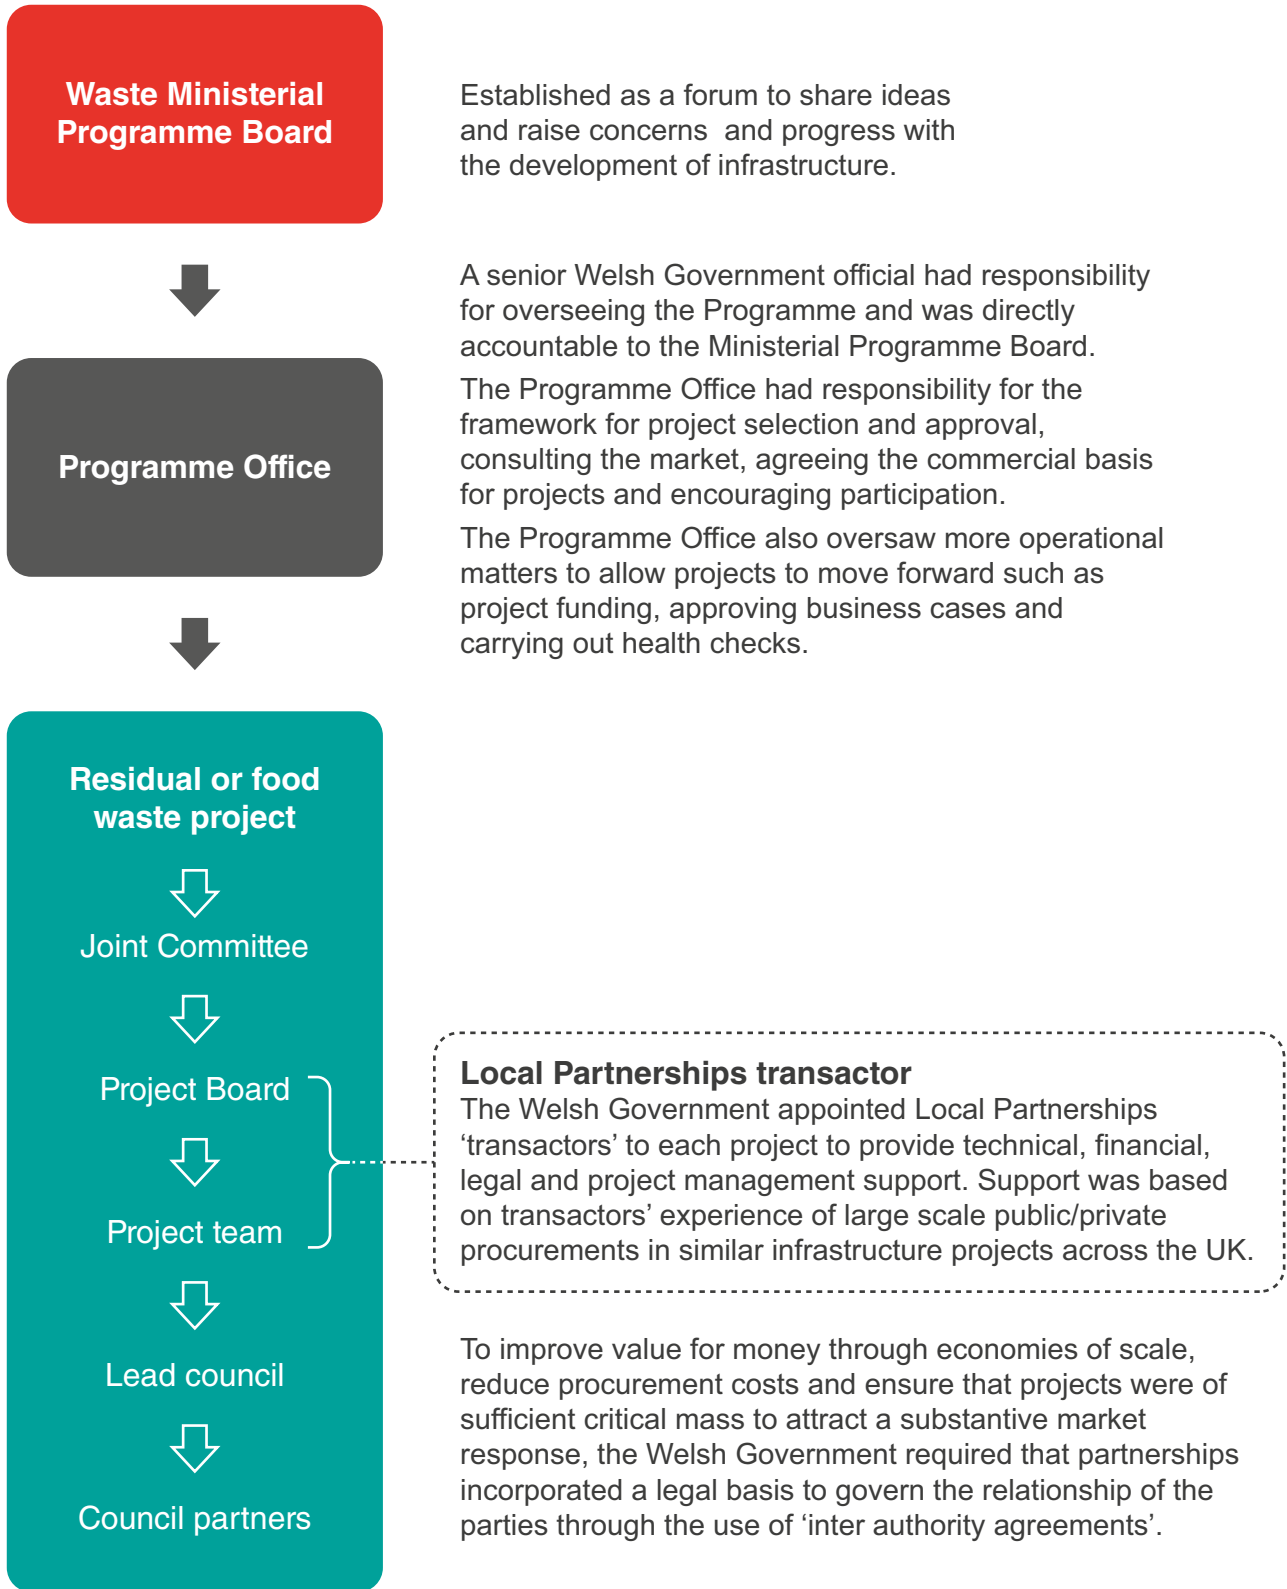 Waste Ministerial
Programme Board
Established as a forum to share ideas
and raise concerns  and progress with
the development of infrastructure.
A senior Welsh Government official had responsibility
for overseeing the Programme and was directly
accountable to the Ministerial Programme Board.
Programme Office
The Programme Office had responsibility for the
framework for project selection and approval,
consulting the market, agreeing the commercial basis
for projects and encouraging participation.
The Programme Office also oversaw more operational
matters to allow projects to move forward such as
project funding, approving business cases and
carrying out health checks.
Residual or food
waste project
Joint Committee
Project Board
Project team
Lead council
Council partners
Local Partnerships transactor
The Welsh Government appointed Local Partnerships
‘transactors’ to each project to provide technical, financial,
legal and project management support. Support was based
on transactors’ experience of large scale public/private
procurements in similar infrastructure projects across the UK.
To improve value for money through economies of scale,
reduce procurement costs and ensure that projects were of
sufficient critical mass to attract a substantive market
response, the Welsh Government required that partnerships
incorporated a legal basis to govern the relationship of the
parties through the use of ‘inter authority agreements’.